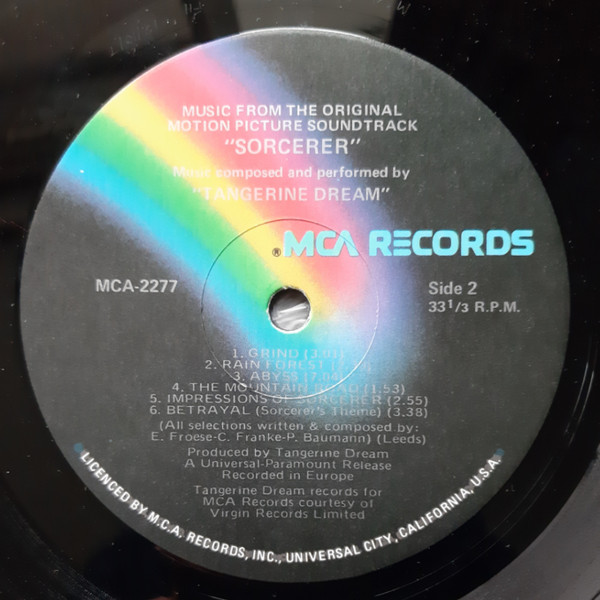 MUSIC FROM THE ORIGINAL
MOTION PICTURE SOUNDTRACK
"SORCERER"
Music composed and performed by
"TANGERINE DREAM"
®MCA RECORDS
MCA-2277
Side 2
33 1/3 R.P.M.
1. GRIND (3.01)
2. RAIN FOREST
3. ABYSS (7.04)
4. THE MOUNTAIN ROAD (1.53)
5. IMPRESSIONS OF SORCERER (2.55)
6. BETRAYAL (Sorcerer's Theme) (3.38)
(All selections written & composed by:
E. Froese-C. Franke-P. Baumann) (Leeds)
Produced by Tangerine Dream
A Universal-Paramount Release
Recorded in Europe
Tangerine Dream records for
MCA Records courtesy of
Virgin Records Limited
LICENCED BY M.C.A. RECORDS, INC., UNIVERSAL CITY, CALIFORNIA, U.S.A.